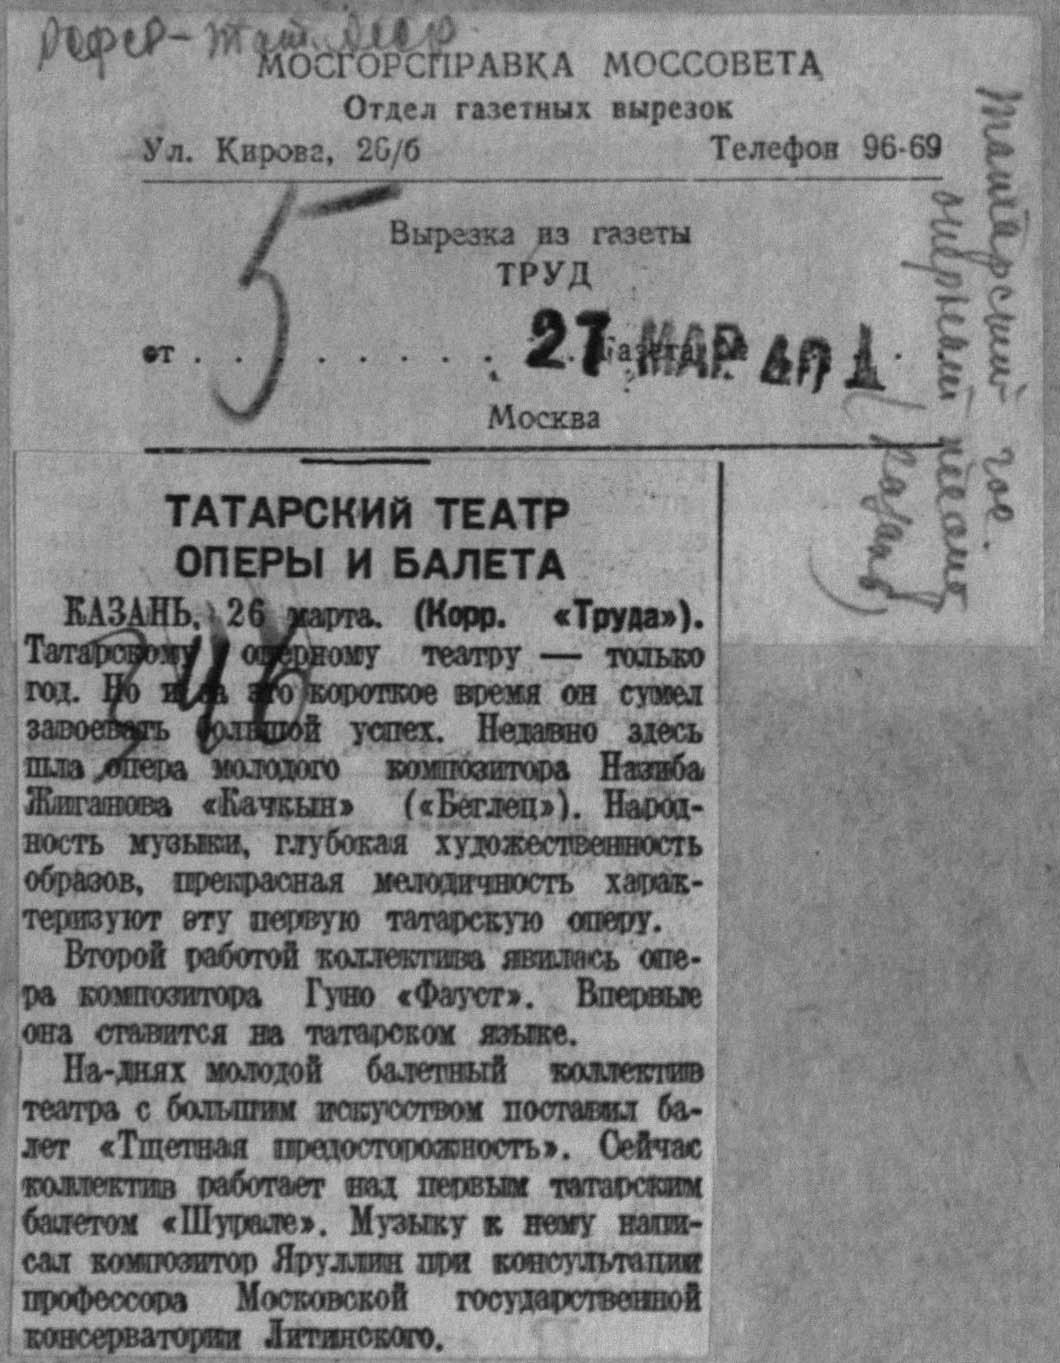 МОСГОРСПРАВКА МОССОВЕТА
Отдел газетных вырезок
Ул. Кирова, 26/б Телефон 96-69
5
Вырезка из газеты
ТРУД
от . . . . . . . . 27 МАР
Москва
Татарский гос.
оперный
(Казань)
ТАТАРСКИЙ ТЕАТР
ОПЕРЫ И БАЛЕТА
КАЗАНЬ, 26 марта. (Корр. «Труда»).
Татарскому оперному театру — только
год. Но и за это короткое время он сумел
завоевать большой успех. Недавно здесь
шла опера молодого композитора Назиба
Жиганова «Качкын» («Беглец»). Народ-
ность музыки, глубокая художественность
образов, прекрасная мелодичность харак-
теризуют эту первую татарскую оперу.
Второй работой коллектива явилась опе-
ра композитора Гуно «Фауст». Впервые
она ставится на татарском языке.
На-днях молодой балетный коллектив
театра с большим искусством поставил ба-
лет «Тщетная предосторожность». Сейчас
коллектив работает над первым татарским
балетом «Шурале». Музыку к нему напи-
сал композитор Яруллин при консультации
профессора Московской государственной
консерватории Литинского.